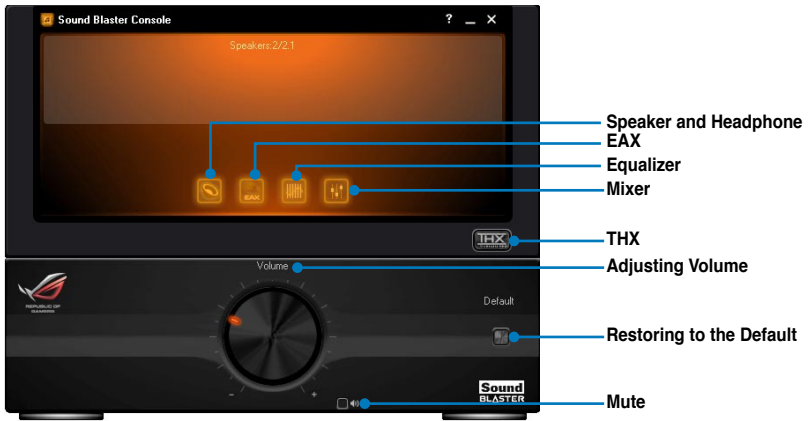 Sound Blaster Console
?
Speakers:2/2.1
Speaker and Headphone
EAX
Equalizer
Mixer
EAX
THX
THX
Volume
Adjusting Volume
REPUBLIC OF
GAMERS
Default
Restoring to the Default
- +
Sound
BLASTER
Mute